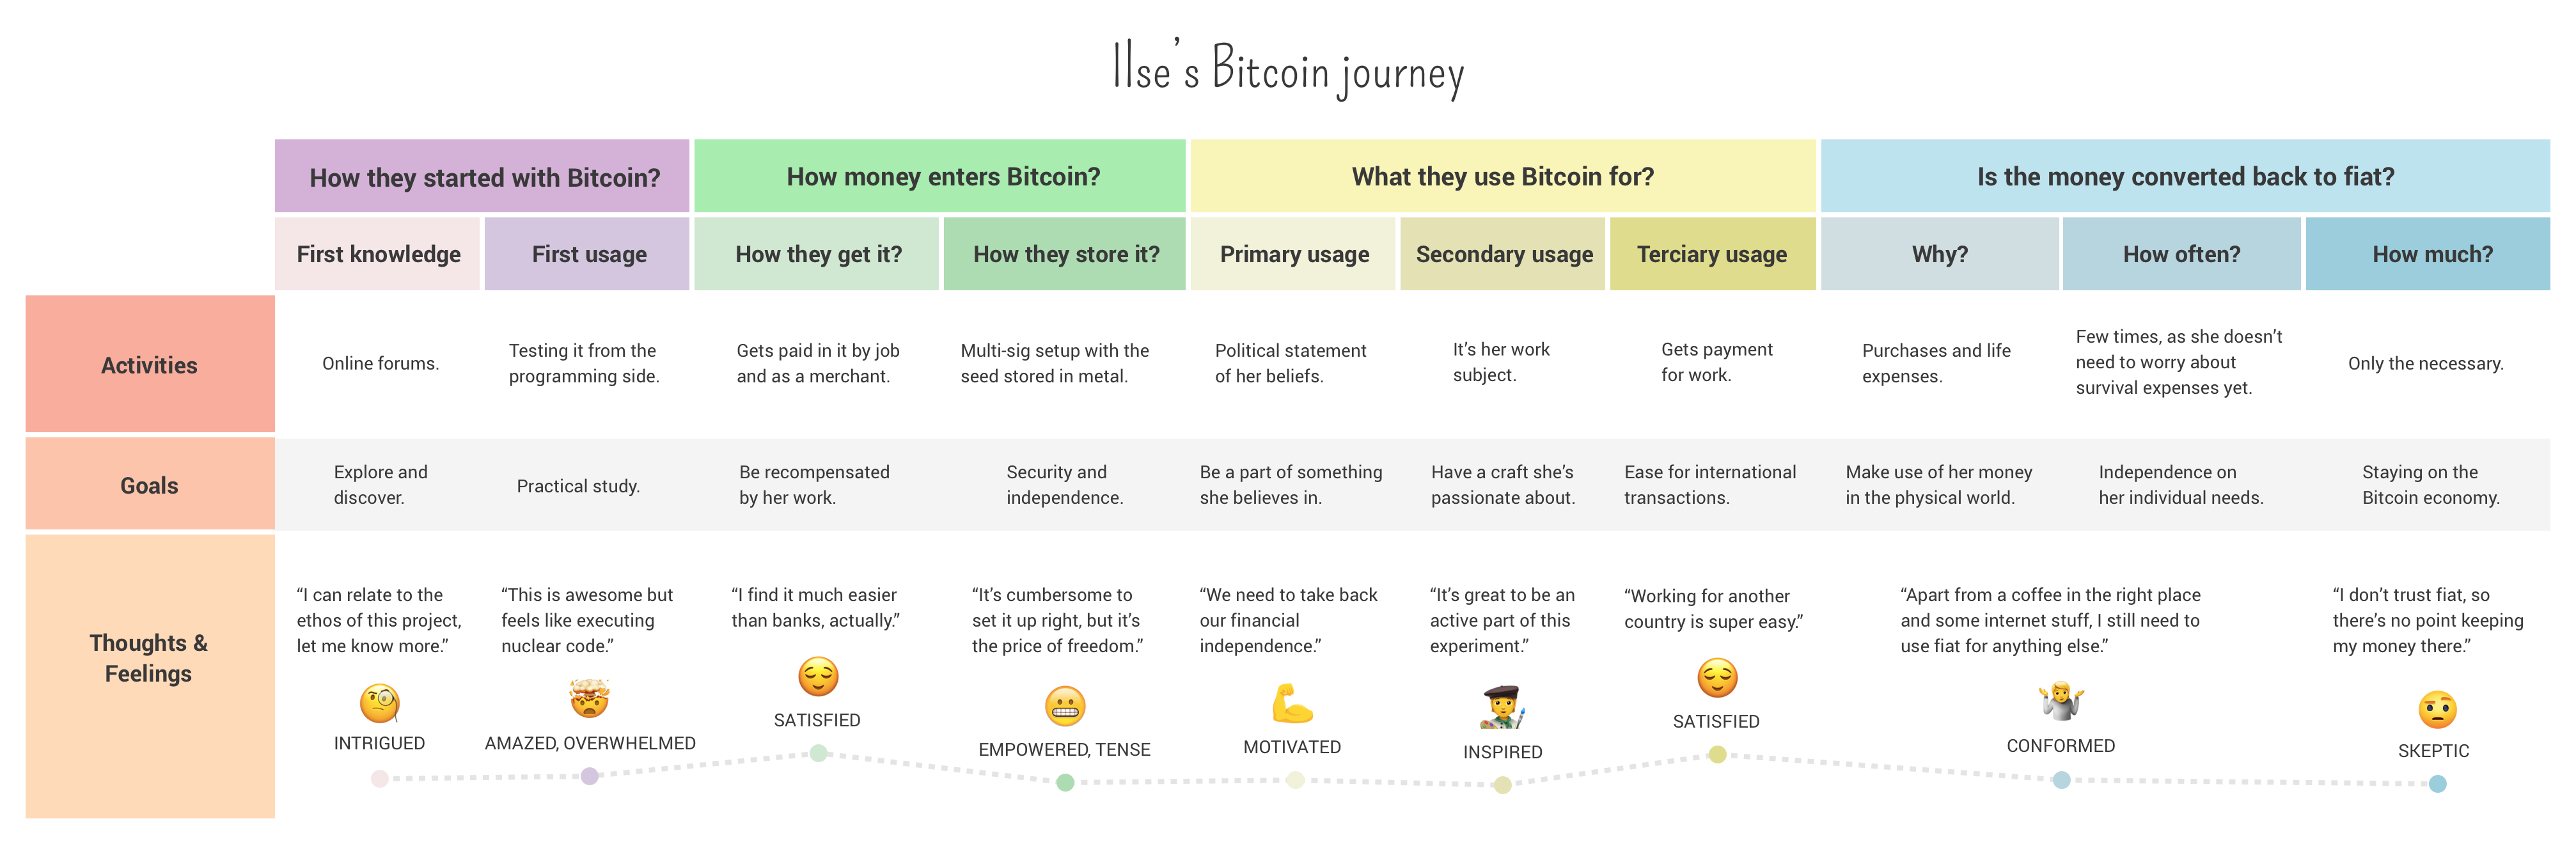 Ilse's Bitcoin journey
How they started with Bitcoin?
How money enters Bitcoin?
What they use Bitcoin for?
Is the money converted back to fiat?
First knowledge
First usage
How they get it?
How they store it?
Primary usage
Secondary usage
Terciary usage
Why?
How often?
How much?
Activities
Online forums.
Testing it from the
programming side.
Gets paid in it by job
and as a merchant.
Multi-sig setup with the
seed stored in metal.
Political statement
of her beliefs.
It's her work
subject.
Gets payment
for work.
Purchases and life
expenses.
Few times, as she doesn't
need to worry about
survival expenses yet.
Only the necessary.
Goals
Explore and
discover.
Practical study.
Be recompensated
by her work.
Security and
independence.
Be a part of something
she believes in.
Have a craft she's
passionate about.
Ease for international
transactions.
Make use of her money
in the physical world.
Independence on
her individual needs.
Staying on the
Bitcoin economy.
Thoughts &
Feelings
“I can relate to the
ethos of this project,
let me know more.”
INTRIGUED
“This is awesome but
feels like executing
nuclear code.”
AMAZED, OVERWHELMED
“I find it much easier
than banks, actually.”
SATISFIED
“It's cumbersome to
set it up right, but it's
the price of freedom.”
EMPOWERED, TENSE
“We need to take back
our financial
independence.”
MOTIVATED
“It's great to be an
active part of this
experiment.”
INSPIRED
“Working for another
country is super easy.”
SATISFIED
“Apart from a coffee in the right place
and some internet stuff, I still need to
use fiat for anything else.”
CONFORMED
“I don't trust fiat, so
there's no point keeping
my money there.”
SKEPTIC